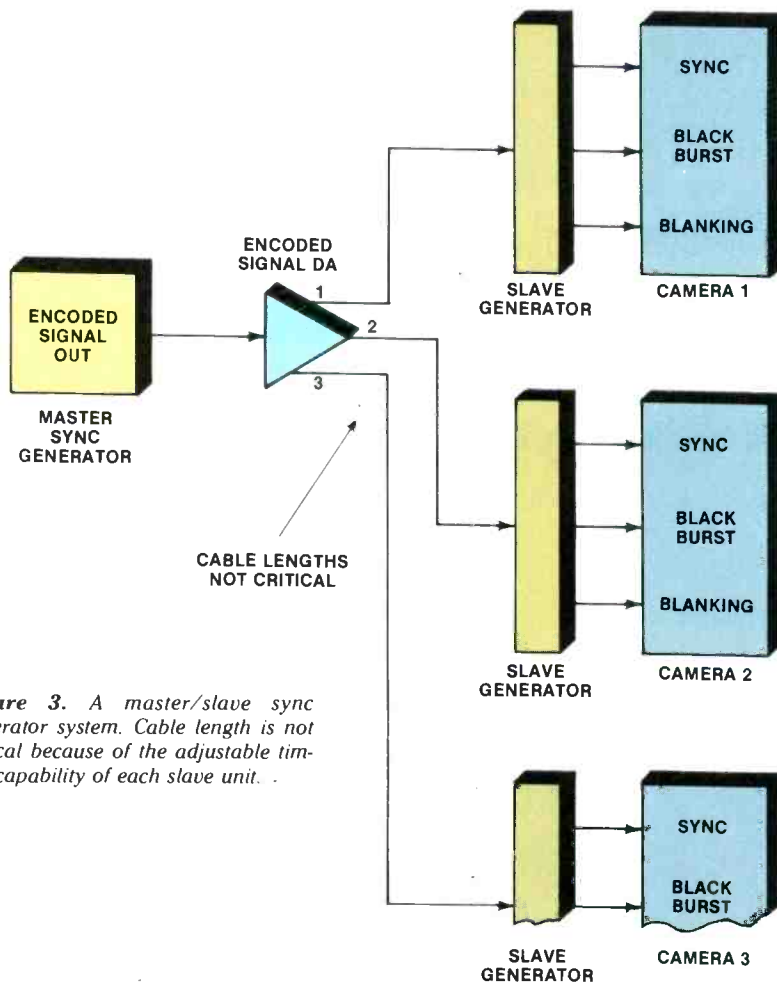 SYNC
BLACK
BURST
BLANKING
SLAVE
GENERATOR
CAMERA 1
ENCODED
SIGNAL DA
1
2
3
ENCODED
SIGNAL
OUT
MASTER
SYNC
GENERATOR
CABLE LENGTHS
NOT CRITICAL
SYNC
BLACK
BURST
BLANKING
SLAVE
GENERATOR
CAMERA 2
ure 3. A master/slave sync
erator system. Cable length is not
cal because of the adjustable tim-
capability of each slave unit.
SYNC
BLACK
BURST
SLAVE
GENERATOR
CAMERA 3